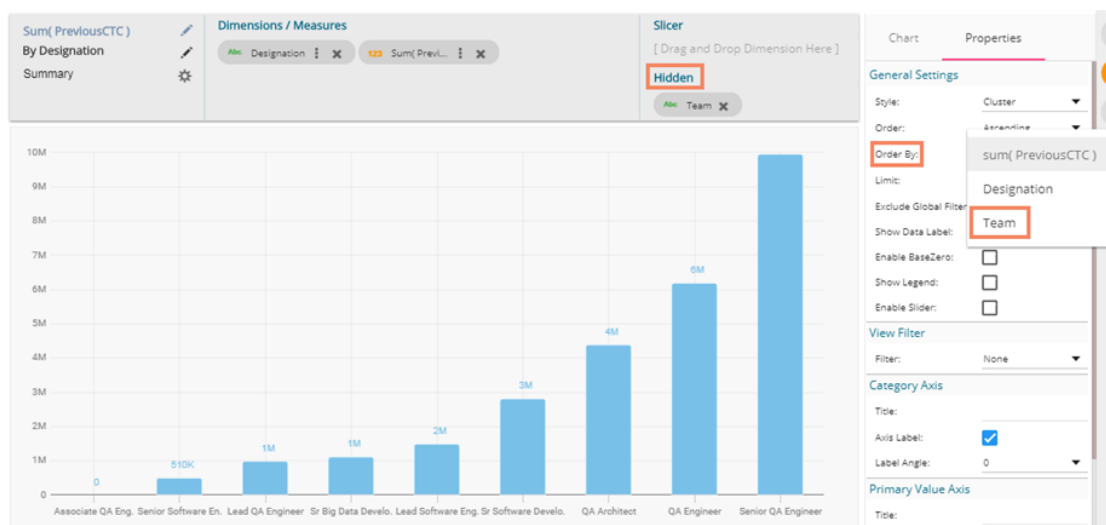 Sum( PreviousCTC )
By Designation
Summary
Dimensions / Measures
Abc Designation
123 Sum( Previ...
Slicer
[ Drag and Drop Dimension Here ]
Hidden
Abc Team
Chart
Properties
General Settings
Style: Cluster
Order: Ascending
Order By:
sum( PreviousCTC )
Designation
Team
Limit:
Exclude Global Filter
Show Data Label:
Enable BaseZero:
Show Legend:
Enable Slider:
View Filter
Filter: None
Category Axis
Title:
Axis Label:
Label Angle: 0
Primary Value Axis
Title:
10M
9M
8M
7M
6M
5M
4M
3M
2M
1M
0
0
510K
1M
1M
2M
3M
4M
6M
Associate QA Eng.
Senior Software En.
Lead QA Engineer
Sr Big Data Develo.
Lead Software Eng.
Sr Software Develo.
QA Architect
QA Engineer
Senior QA Engineer